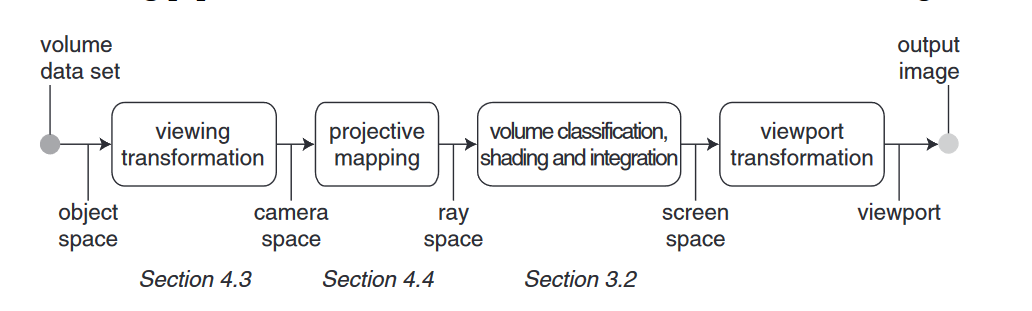 volume
data set
output
image
viewing
transformation
projective
mapping
volume classification,
shading and integration
viewport
transformation
object
space
camera
space
ray
space
screen
space
viewport
Section 4.3
Section 4.4
Section 3.2